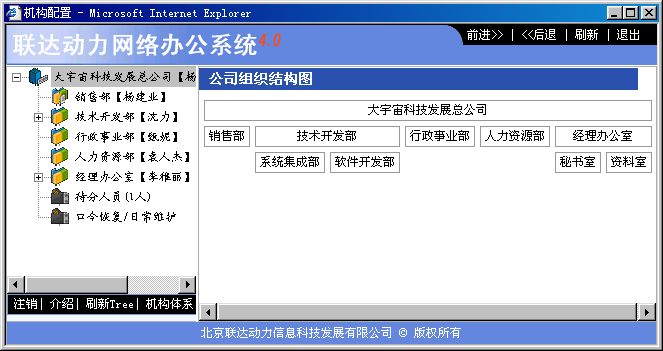 机构配置 - Microsoft Internet Explorer
联达动力网络办公系统4.0
前进>> | <<后退 | 刷新 | 退出
大宇宙科技发展总公司【杨
销售部【杨建业】
技术开发部【沈力】
行政事业部【甄妮】
人力资源部【袁人杰】
经理办公室【李雅丽】
待分人员(1人)
口令恢复/日常维护
注销| 介绍| 刷新Tree| 机构体系
公司组织结构图
大宇宙科技发展总公司
销售部 技术开发部 行政事业部 人力资源部 经理办公室
系统集成部 软件开发部 秘书室 资料室
北京联达动力信息科技发展有限公司 © 版权所有